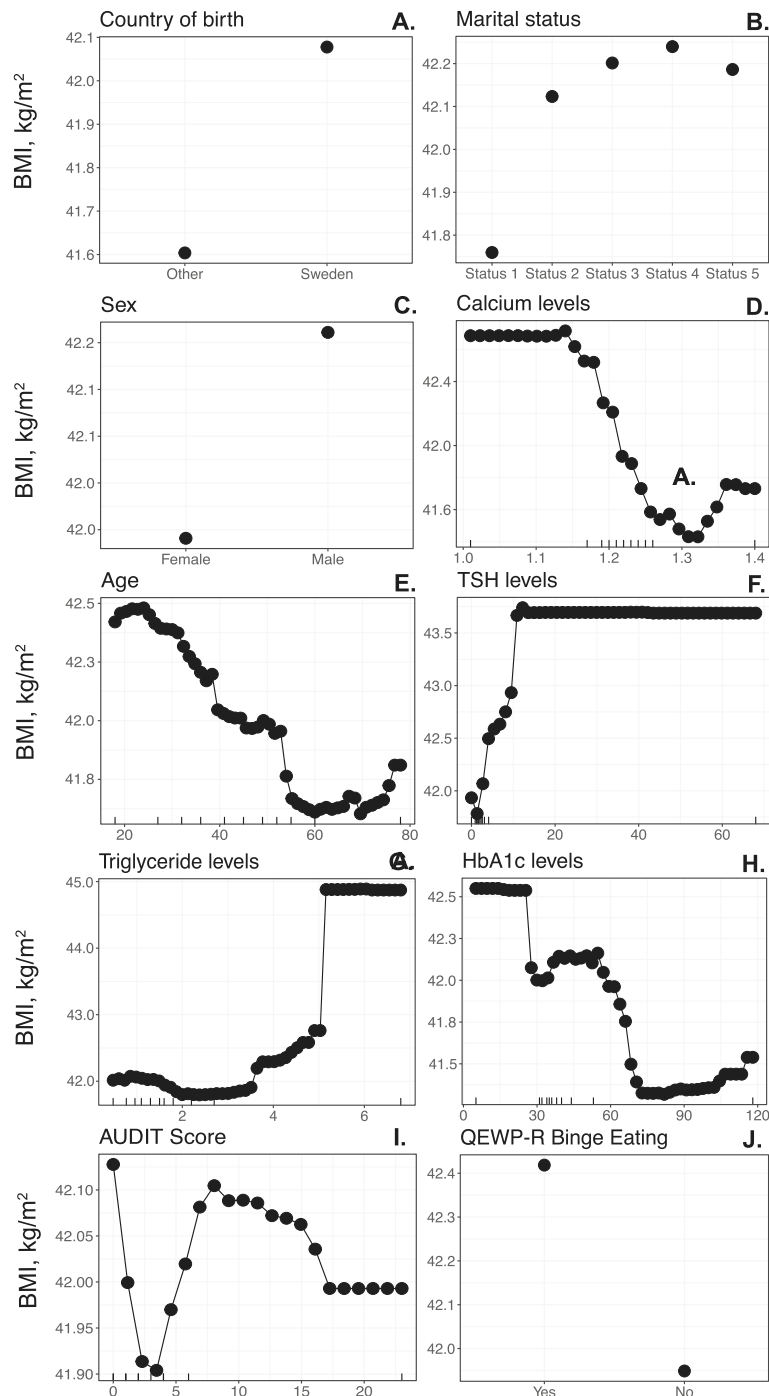 Country of birth A.
BMI, kg/m²
42.1
42.0
41.9
41.8
41.7
41.6
Other Sweden
Marital status B.
42.2
42.1
42.0
41.9
41.8
Status 1 Status 2 Status 3 Status 4 Status 5
Sex C.
BMI, kg/m²
42.2
42.1
42.1
42.0
42.0
Female Male
Calcium levels D.
42.4
42.0
41.6
A.
1.0 1.1 1.2 1.3 1.4
Age E.
BMI, kg/m²
42.5
42.3
42.0
41.8
20 40 60 80
TSH levels F.
43.5
43.0
42.5
42.0
0 20 40 60
Triglyceride levels
BMI, kg/m²
45.0
44.0
43.0
42.0
2 4 6
HbA1c levels H.
42.5
42.3
42.0
41.8
41.5
0 30 60 90 120
AUDIT Score I.
BMI, kg/m²
42.10
42.05
42.00
41.95
41.90
0 5 10 15 20
QEWP-R Binge Eating J.
42.4
42.3
42.2
42.1
42.0
Yes No